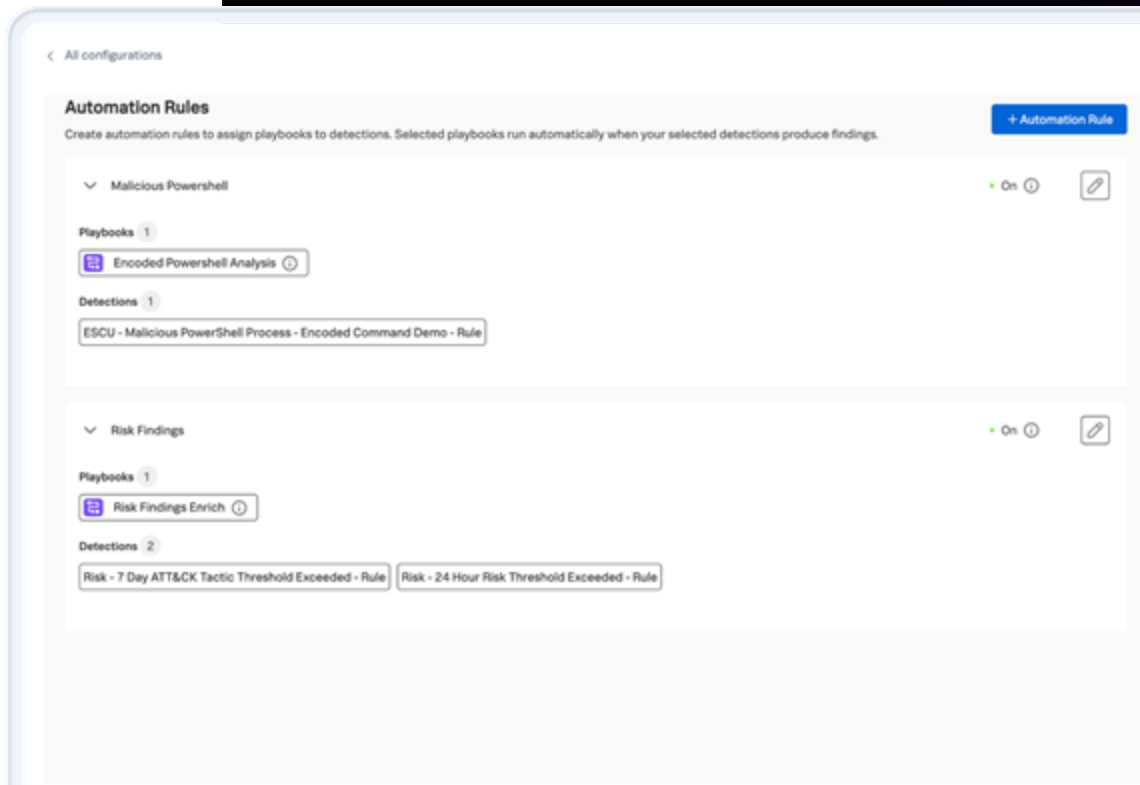 All configurations
Automation Rules
Create automation rules to assign playbooks to detections. Selected playbooks run automatically when your selected detections produce findings.
+ Automation Rule
Malicious Powershell
On
Playbooks 1
Encoded Powershell Analysis
Detections 1
ESCU - Malicious PowerShell Process - Encoded Command Demo - Rule
Risk Findings
On
Playbooks 1
Risk Findings Enrich
Detections 2
Risk - 7 Day ATT&CK Tactic Threshold Exceeded - Rule Risk - 24 Hour Risk Threshold Exceeded - Rule